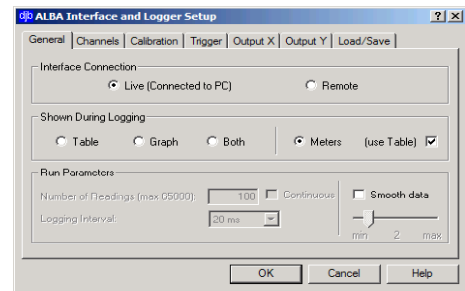 djb ALBA Interface and Logger Setup ? ×
General Channels Calibration Trigger Output X Output Y Load/Save
Interface Connection
Live (Connected to PC) Remote
Shown During Logging
Table Graph Both Meters (use Table)
Run Parameters
Number of Readings (max 65000): 100 Continuous Smooth data
Logging Interval: 20 ms
min 2 max
OK Cancel Help